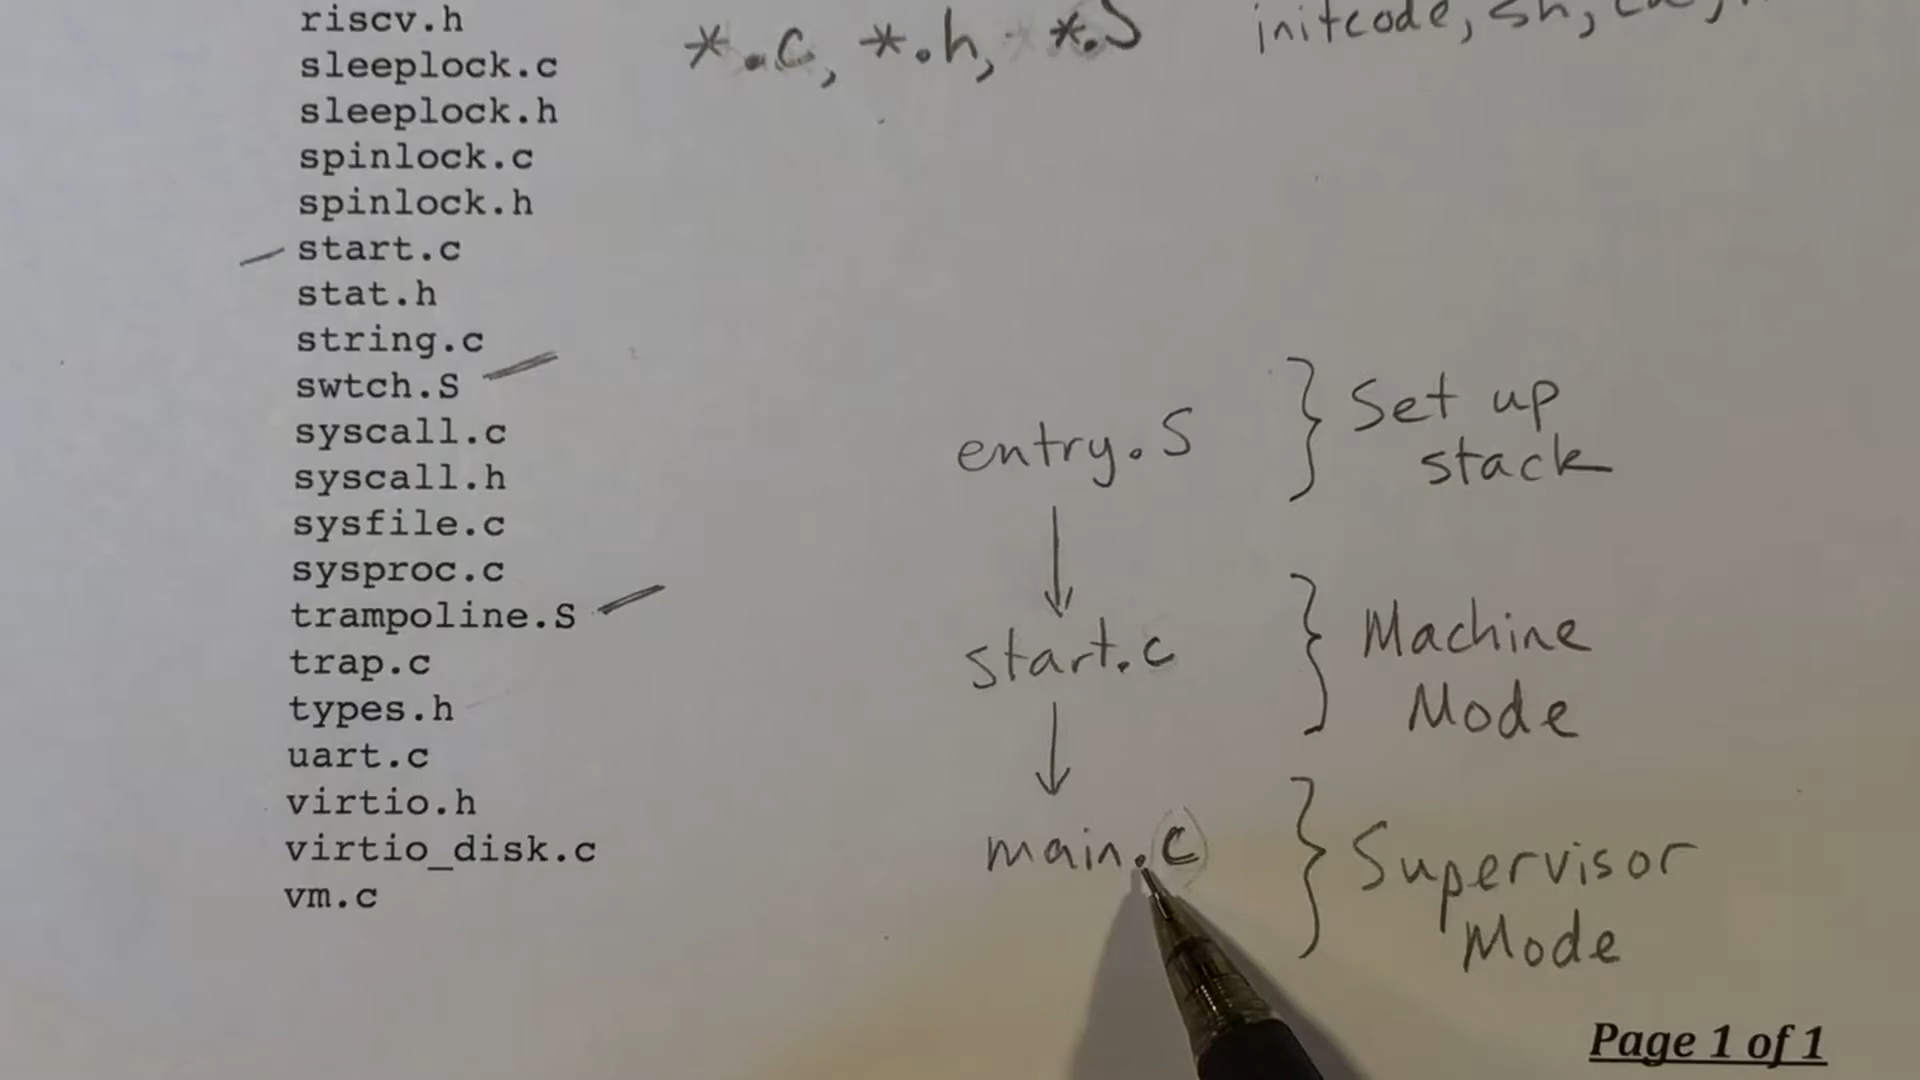 riscv.h
sleeplock.c
sleeplock.h
spinlock.c
spinlock.h
start.c
stat.h
string.c
swtch.S
syscall.c
syscall.h
sysfile.c
sysproc.c
trampoline.S
trap.c
types.h
uart.c
virtio.h
virtio_disk.c
vm.c
*.c, *.h, *.S
initcode, sh,
entry.S } Set up
stack
start.c } Machine
Mode
main.c } Supervisor
Mode
Page 1 of 1